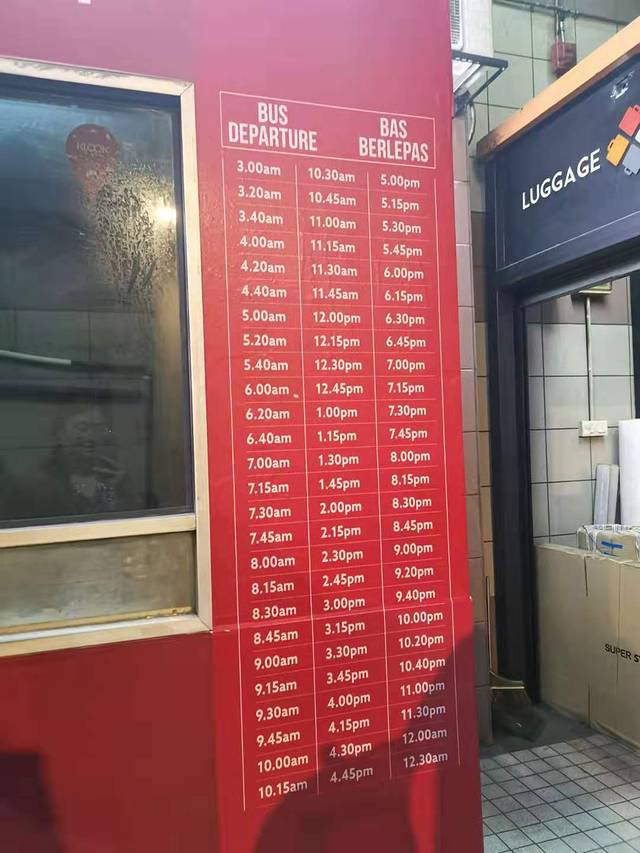 KLOOK
BUS DEPARTURE
BAS BERLEPAS
3.00am 10.30am 5.00pm
3.20am 10.45am 5.15pm
3.40am 11.00am 5.30pm
4.00am 11.15am 5.45pm
4.20am 11.30am 6.00pm
4.40am 11.45am 6.15pm
5.00am 12.00pm 6.30pm
5.20am 12.15pm 6.45pm
5.40am 12.30pm 7.00pm
6.00am 12.45pm 7.15pm
6.20am 1.00pm 7.30pm
6.40am 1.15pm 7.45pm
7.00am 1.30pm 8.00pm
7.15am 1.45pm 8.15pm
7.30am 2.00pm 8.30pm
7.45am 2.15pm 8.45pm
8.00am 2.30pm 9.00pm
8.15am 2.45pm 9.20pm
8.30am 3.00pm 9.40pm
8.45am 3.15pm 10.00pm
9.00am 3.30pm 10.20pm
9.15am 3.45pm 10.40pm
9.30am 4.00pm 11.00pm
9.45am 4.15pm 11.30pm
10.00am 4.30pm 12.00am
10.15am 4.45pm 12.30am
LUGGAGE
SUPER